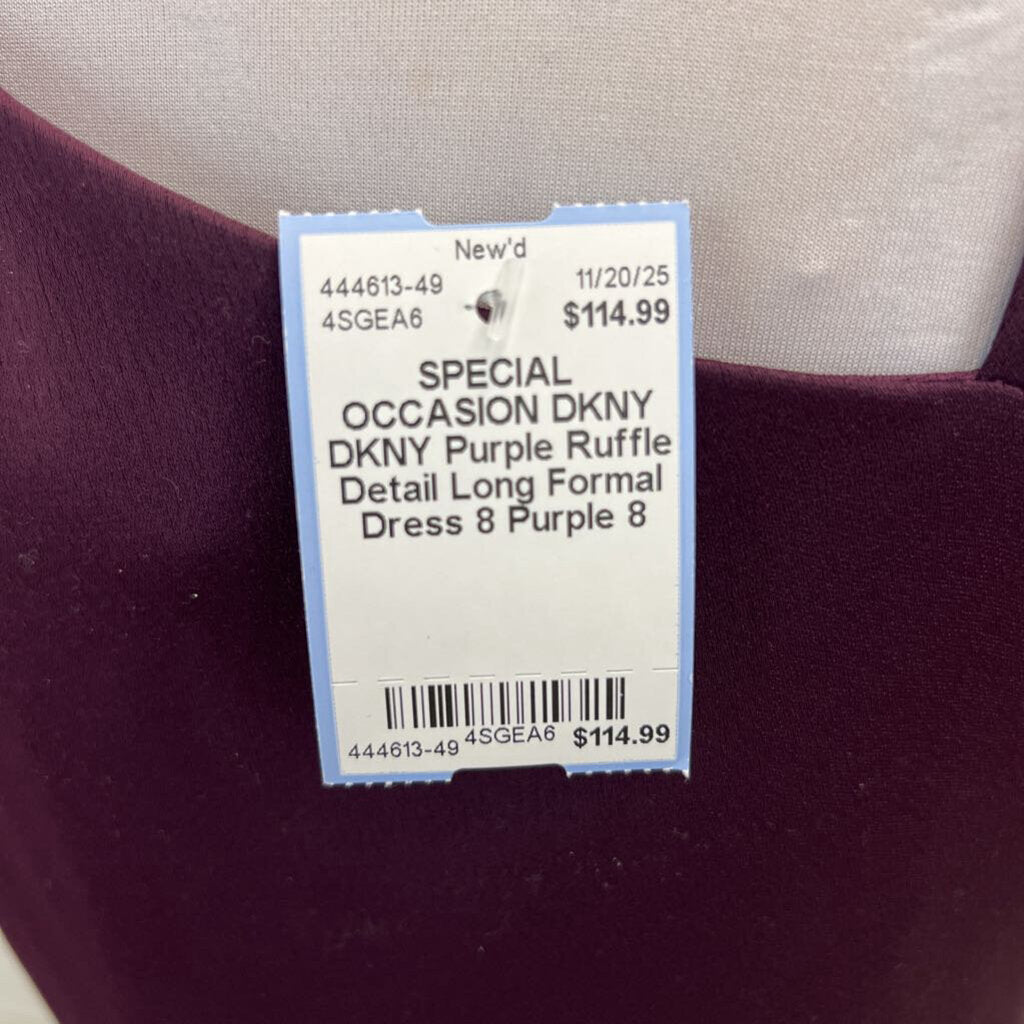 New'd
444613-49 11/20/25
4SGEA6 $114.99
SPECIAL
OCCASION DKNY
DKNY Purple Ruffle
Detail Long Formal
Dress 8 Purple 8
444613-49 4SGEA6 $114.99